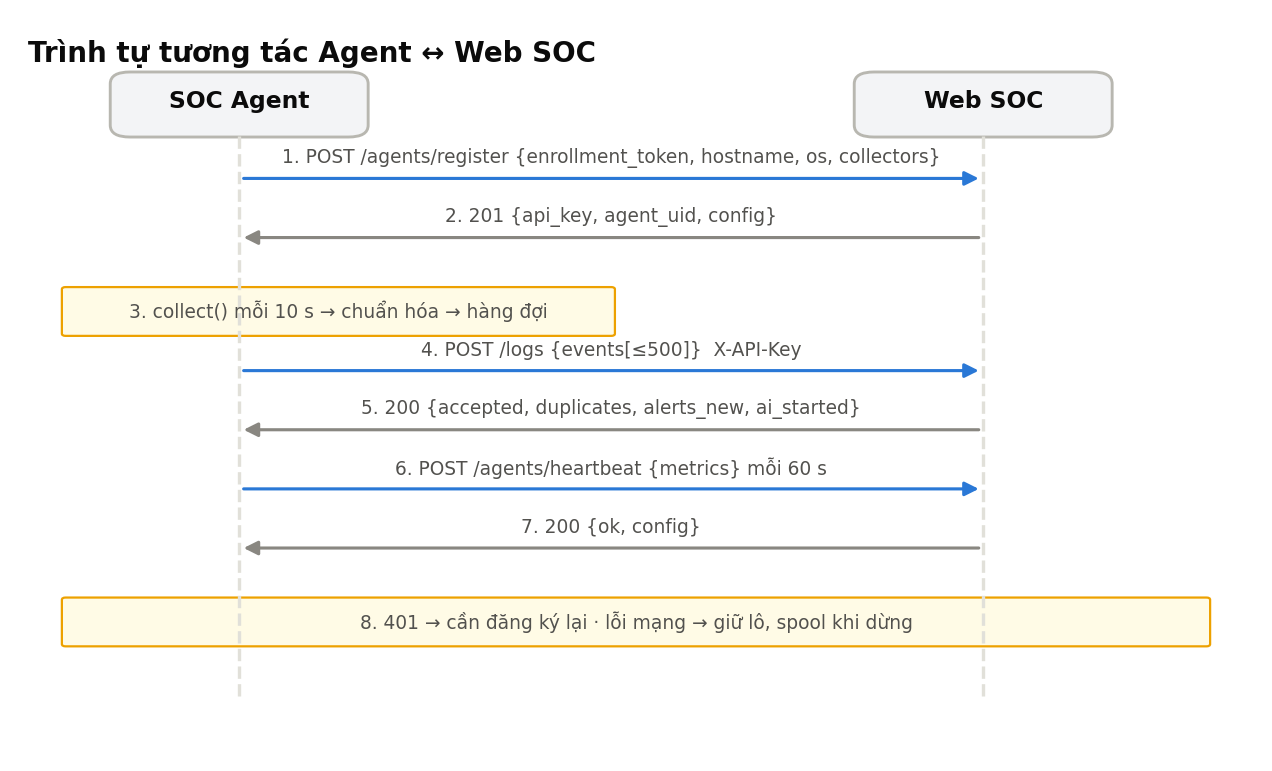 Trình tự tương tác Agent ↔ Web SOC
SOC Agent
Web SOC
1. POST /agents/register {enrollment_token, hostname, os, collectors}
2. 201 {api_key, agent_uid, config}
3. collect() mỗi 10 s → chuẩn hóa → hàng đợi
4. POST /logs {events[≤500]}  X-API-Key
5. 200 {accepted, duplicates, alerts_new, ai_started}
6. POST /agents/heartbeat {metrics} mỗi 60 s
7. 200 {ok, config}
8. 401 → cần đăng ký lại · lỗi mạng → giữ lô, spool khi dừng